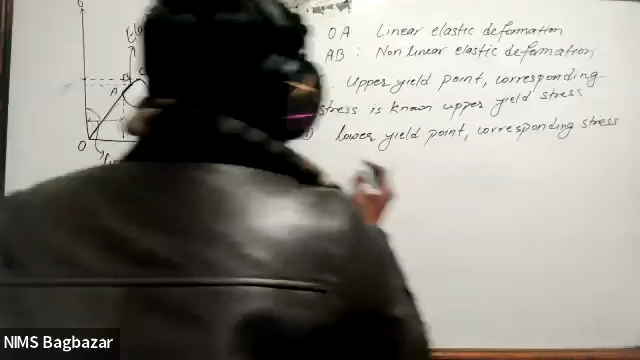 σ
OA Linear elastic deformation
AB : Non linear elastic deformation
Upper yield point, corresponding
stress is known upper yield stress
lower yield point, corresponding stress
A
B
O
NIMS Bagbazar